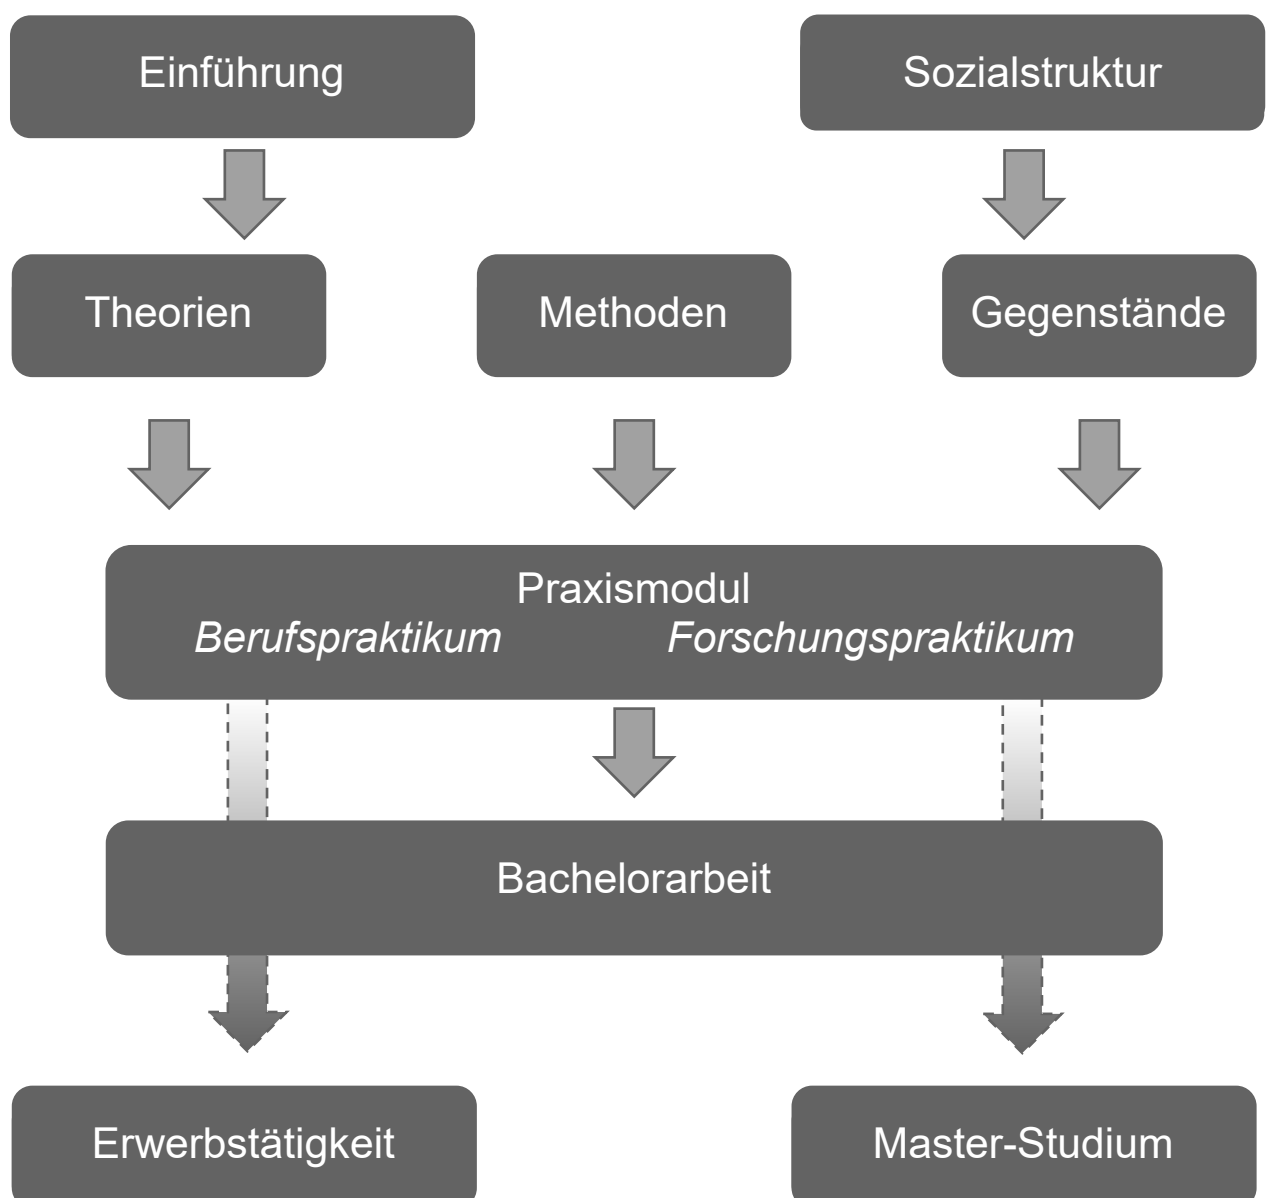 Einführung
Sozialstruktur
Theorien
Methoden
Gegenstände
Praxismodul
Berufspraktikum Forschungspraktikum
Bachelorarbeit
Erwerbstätigkeit
Master-Studium